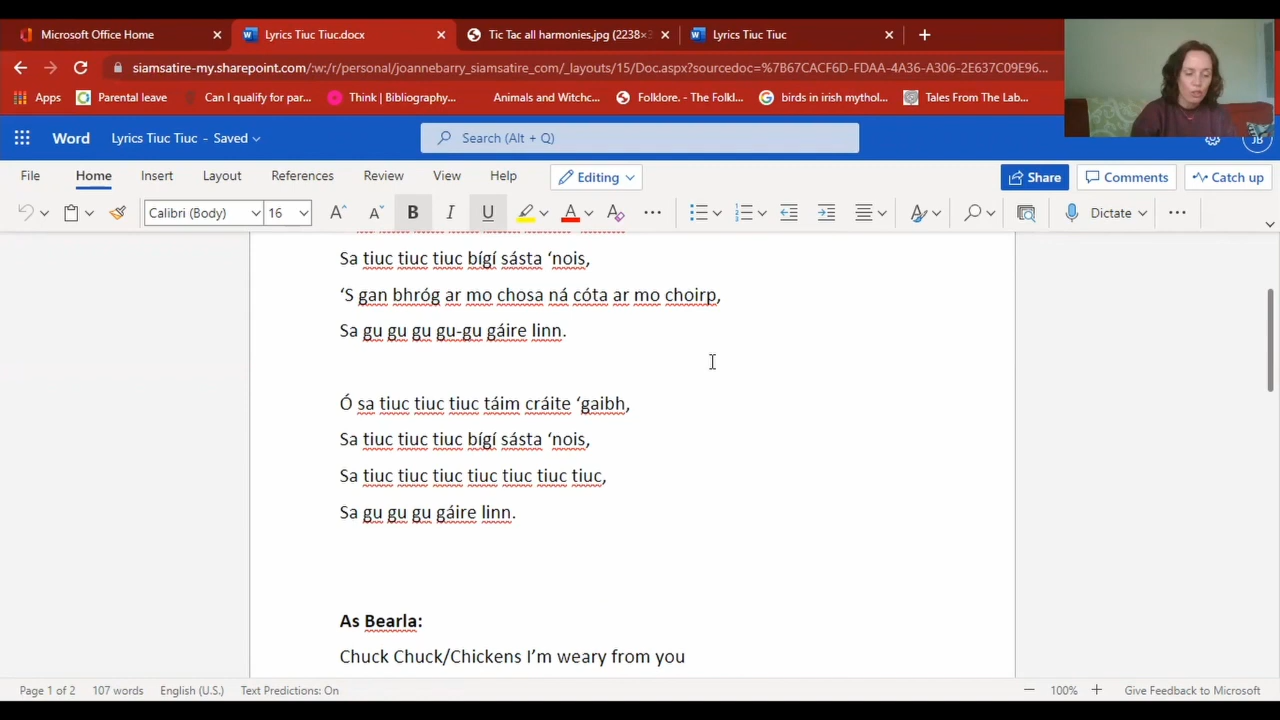 Microsoft Office Home
Lyrics Tiuc Tiuc.docx
Tic Tac all harmonies.jpg (2238×3
Lyrics Tiuc Tiuc
siamsatire-my.sharepoint.com/:w:/r/personal/joannebarry_siamsatire_com/_layouts/15/Doc.aspx?sourcedoc=%7B67CACF6D-FDAA-4A36-A306-2E637C09E96...
Apps
Parental leave
Can I qualify for par...
Think | Bibliography...
Animals and Witchc...
Folklore. - The Folkl...
birds in irish mythol...
Tales From The Lab...
Word
Lyrics Tiuc Tiuc - Saved
Search (Alt + Q)
JB
File
Home
Insert
Layout
References
Review
View
Help
Editing
Share
Comments
Catch up
Calibri (Body)
16
Dictate
Sa tiuc tiuc tiuc bígí sásta ‘nois,
‘S gan bhróg ar mo chosa ná cóta ar mo choirp,
Sa gu gu gu gu-gu gáire linn.
Ó sa tiuc tiuc tiuc táim cráite ‘gaibh,
Sa tiuc tiuc tiuc bígí sásta ‘nois,
Sa tiuc tiuc tiuc tiuc tiuc tiuc tiuc,
Sa gu gu gu gáire linn.
As Bearla:
Chuck Chuck/Chickens I’m weary from you
Page 1 of 2
107 words
English (U.S.)
Text Predictions: On
100%
Give Feedback to Microsoft